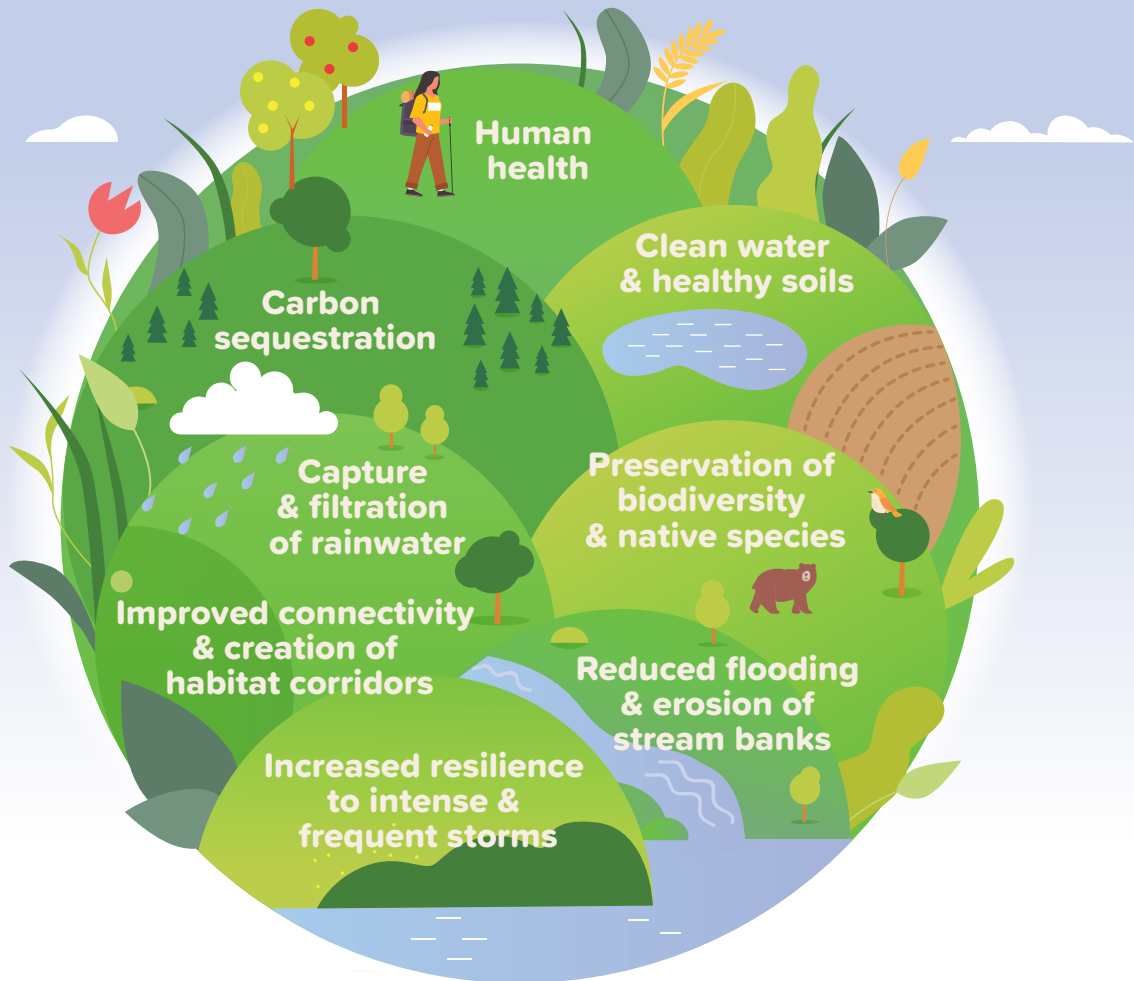 Human
health
Clean water
& healthy soils
Carbon
sequestration
Capture
& filtration
of rainwater
Preservation of
biodiversity
& native species
Improved connectivity
& creation of
habitat corridors
Reduced flooding
& erosion of
stream banks
Increased resilience
to intense &
frequent storms